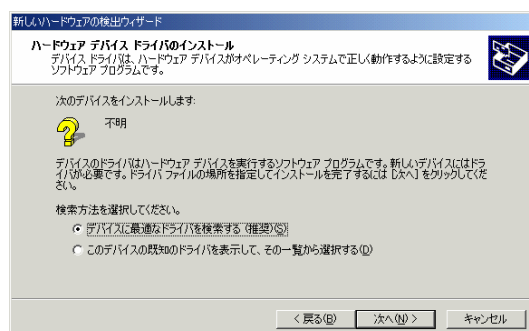 新しいハードウェアの検出ウィザード
ハードウェア デバイス ドライバのインストール
デバイス ドライバは、ハードウェア デバイスがオペレーティング システムで正しく動作するように設定する
ソフトウェア プログラムです。
次のデバイスをインストールします:
不明
デバイスのドライバはハードウェア デバイスを実行するソフトウェア プログラムです。新しいデバイスにはドラ
イバが必要です。ドライバ ファイルの場所を指定してインストールを完了するには [次へ] をクリックしてくだ
さい。
検索方法を選択してください。
デバイスに最適なドライバを検索する (推奨)(S)
このデバイスの既知のドライバを表示して、その一覧から選択する(D)
< 戻る(B)
次へ(N) >
キャンセル